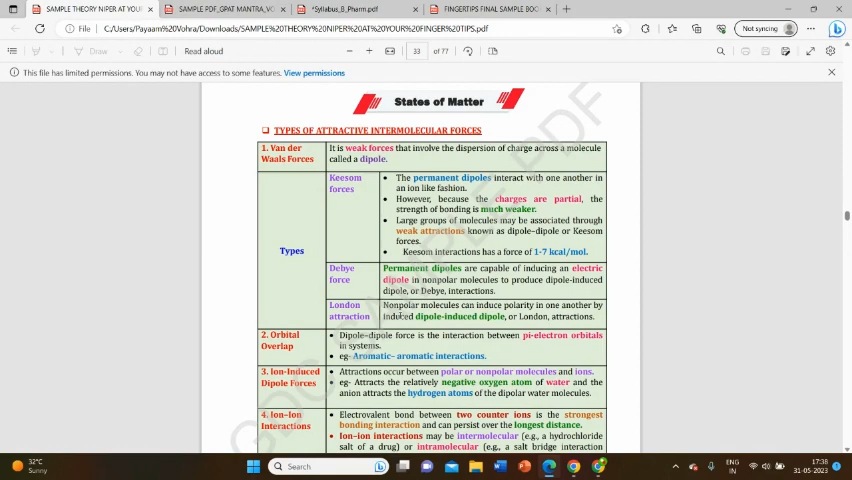 SAMPLE THEORY NIPER AT YOUR
SAMPLE PDF_GPAT MANTRA_VC
*Syllabus_B_Pharm.pdf
FINGERTIPS FINAL SAMPLE BOO
File
C:/Users/Payaam%20Vohra/Downloads/SAMPLE%20THEORY%20NIPER%20AT%20YOUR%20FINGER%20TIPS.pdf
Not syncing
Draw
Read aloud
33 of 77
This file has limited permissions. You may not have access to some features. View permissions
States of Matter
TYPES OF ATTRACTIVE INTERMOLECULAR FORCES
1. Van der Waals Forces
It is weak forces that involve the dispersion of charge across a molecule
called a dipole.
Types
Keesom
forces
• The permanent dipoles interact with one another in
an ion like fashion.
• However, because the charges are partial, the
strength of bonding is much weaker.
• Large groups of molecules may be associated through
weak attractions known as dipole–dipole or Keesom
forces.
• Keesom interactions has a force of 1-7 kcal/mol.
Debye
force
Permanent dipoles are capable of inducing an electric
dipole in nonpolar molecules to produce dipole-induced
dipole, or Debye, interactions.
London
attraction
Nonpolar molecules can induce polarity in one another by
induced dipole-induced dipole, or London, attractions.
2. Orbital
Overlap
• Dipole–dipole force is the interaction between pi-electron orbitals
in systems.
• eg- Aromatic– aromatic interactions.
3. Ion-Induced
Dipole Forces
• Attractions occur between polar or nonpolar molecules and ions.
• eg- Attracts the relatively negative oxygen atom of water and the
anion attracts the hydrogen atoms of the dipolar water molecules.
4. Ion–Ion
Interactions
• Electrovalent bond between two counter ions is the strongest
bonding interaction and can persist over the longest distance.
• Ion–ion interactions may be intermolecular (e.g., a hydrochloride
salt of a drug) or intramolecular (e.g., a salt bridge interaction
SAMPLE PDF
32°C
Sunny
Search
ENG
IN
17:38
31-05-2023